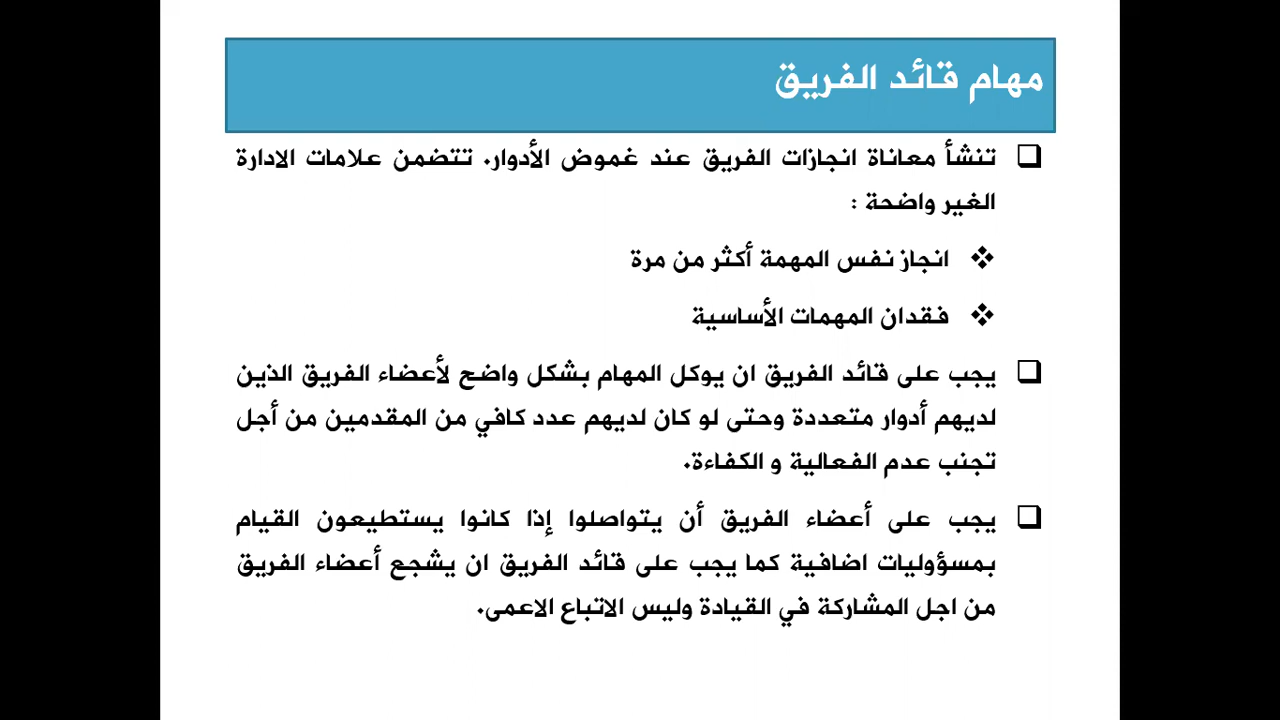 مهام قائد الفريق
تنشأ معاناة انجازات الفريق عند غموض الأدوار. تتضمن علامات الادارة
الغير واضحة :
انجاز نفس المهمة أكثر من مرة
فقدان المهمات الأساسية
يجب على قائد الفريق ان يوكل المهام بشكل واضح لأعضاء الفريق الذين
لديهم أدوار متعددة وحتى لو كان لديهم عدد كافي من المقدمين من أجل
تجنب عدم الفعالية و الكفاءة.
يجب على أعضاء الفريق أن يتواصلوا إذا كانوا يستطيعون القيام
بمسؤوليات اضافية كما يجب على قائد الفريق ان يشجع أعضاء الفريق
من اجل المشاركة في القيادة وليس الاتباع الاعمى.